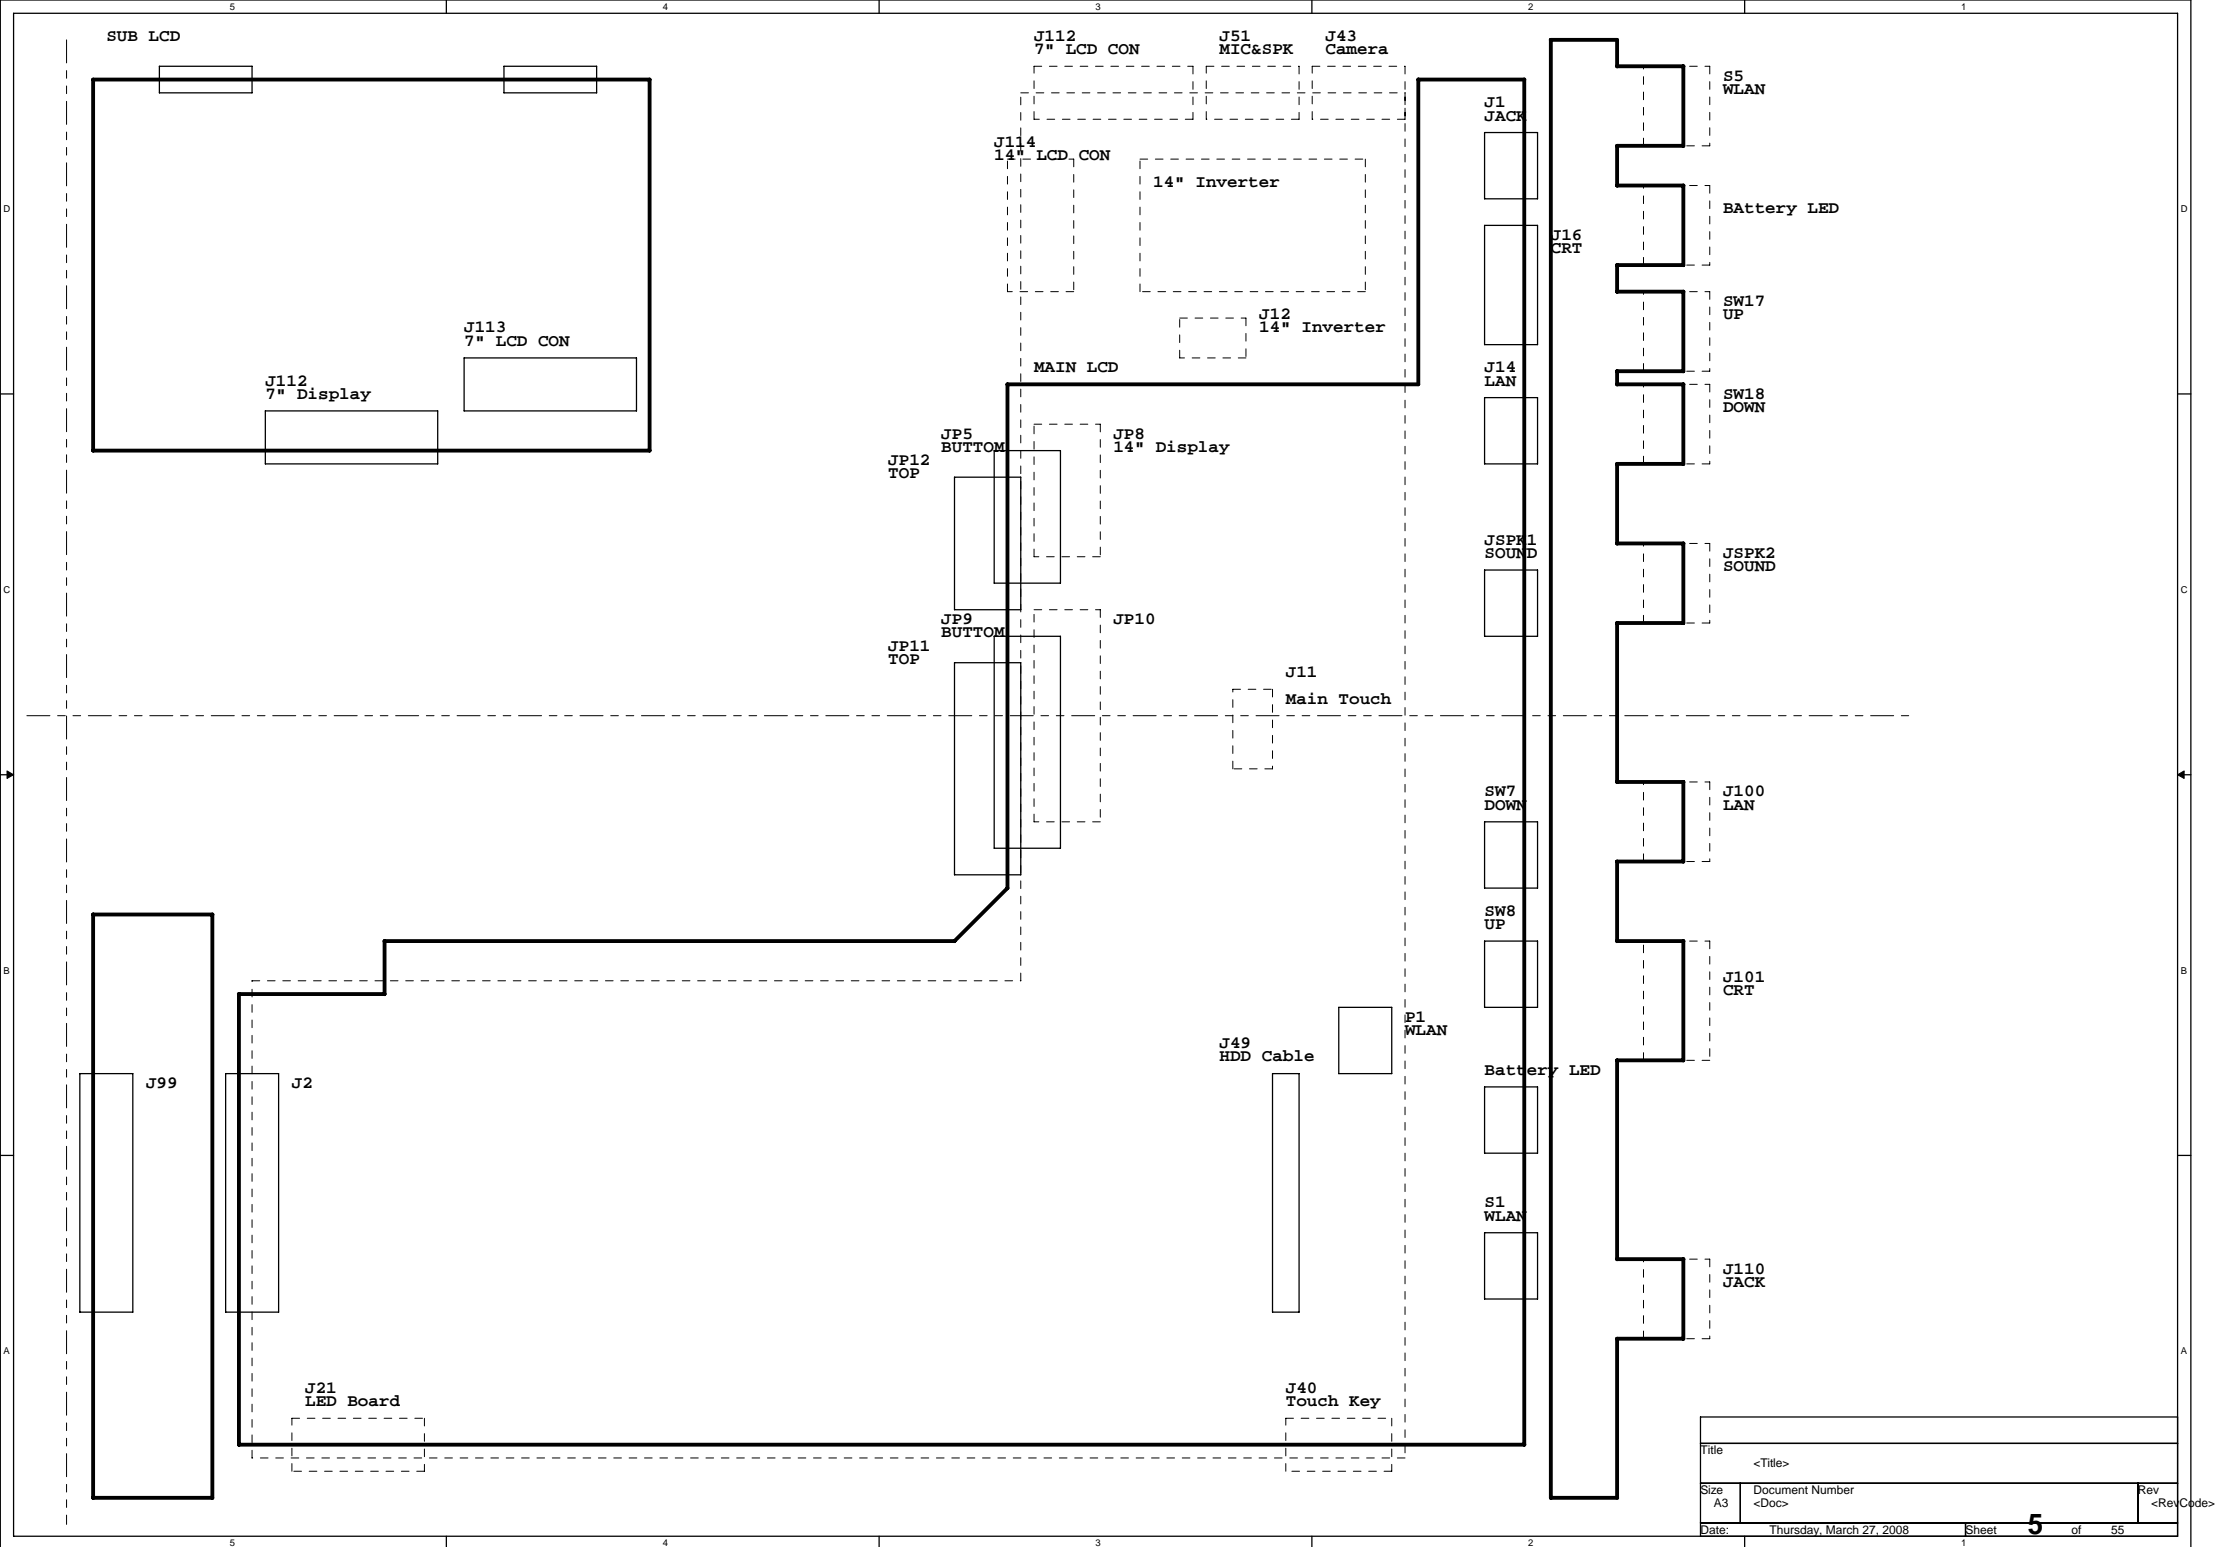 5 4 3 2 1
SUB LCD
J112
7" LCD CON
J51
MIC&SPK
J43
Camera
S5
WLAN
J1
JACK
J114
14" LCD CON
14" Inverter
BAttery LED
D
D
J16
CRT
SW17
UP
J12
14" Inverter
J113
7" LCD CON
MAIN LCD
J14
LAN
J112
7" Display
SW18
DOWN
JP5
BUTTOM
JP8
14" Display
JP12
TOP
JSPK1
SOUND
JSPK2
SOUND
C
C
JP9
BUTTOM
JP10
JP11
TOP
J11
Main Touch
SW7
DOWN
J100
LAN
SW8
UP
B
B
J101
CRT
P1
WLAN
J49
HDD Cable
Battery LED
J99
J2
S1
WLAN
J110
JACK
A
A
J21
LED Board
J40
Touch Key
Title
<Title>
Size
A3
Document Number
<Doc>
Rev
<RevCode>
Date: Thursday, March 27, 2008 Sheet 5 of 55
5 4 3 2 1